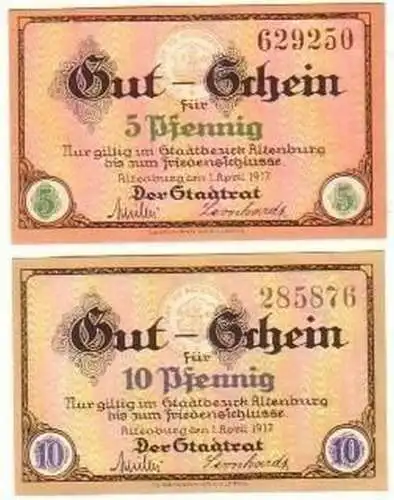 629250
Gut - Schein
für
5 Pfennig
Nur gültig im Stadtbezirk Altenburg
bis zum Friedenschlusse.
Altenburg den 1. April 1917
Der Stadtrat
5
5
285876
Gut - Schein
für
10 Pfennig
Nur gültig im Stadtbezirk Altenburg
bis zum Friedenschlusse.
Altenburg den 1. April 1917
Der Stadtrat
10
10